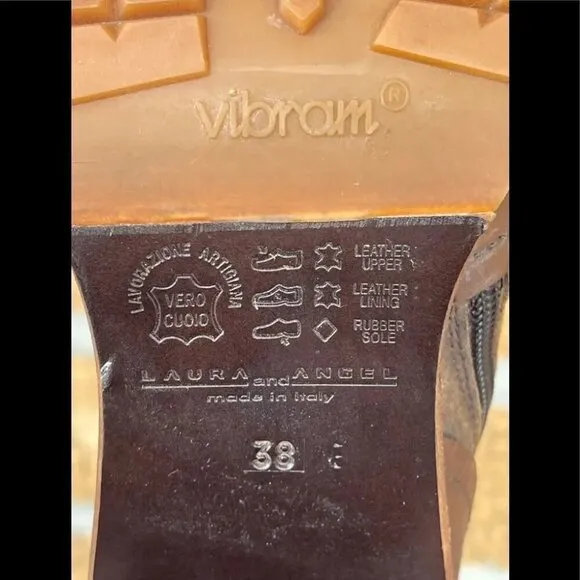 vibram®
LAVORAZIONE ARTIGIANA
VERO
CUOIO
LEATHER
UPPER
LEATHER
LINING
RUBBER
SOLE
LAURA and ANGEL
made in Italy
38